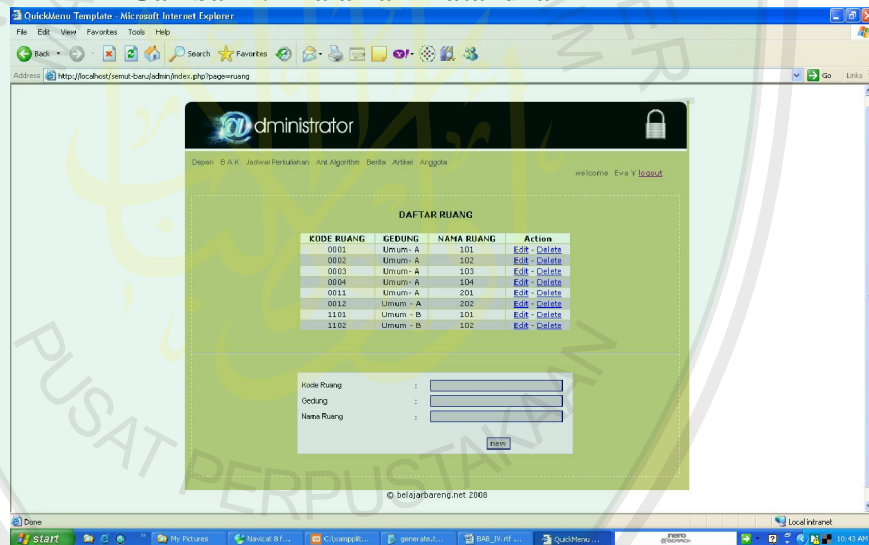 QuickMenu Template - Microsoft Internet Explorer
File Edit View Favorites Tools Help
Back Search Favorites
Address http://localhost/semut-baru/admin/index.php?page=ruang Go Links
@dministrator
Depan B A K Jadwal Perkuliahan Ant Algorithm Berita Artikel Anggota
welcome Eva Y logout
DAFTAR RUANG
KODE RUANG GEDUNG NAMA RUANG Action
0001 Umum- A 101 Edit - Delete
0002 Umum- A 102 Edit - Delete
0003 Umum- A 103 Edit - Delete
0004 Umum- A 104 Edit - Delete
0011 Umum- A 201 Edit - Delete
0012 Umum - A 202 Edit - Delete
1101 Umum - B 101 Edit - Delete
1102 Umum - B 102 Edit - Delete
Kode Ruang :
Gedung :
Nama Ruang :
new
© belajarbareng.net 2008
PUSAT PERPUSTAKAAN
Done Local intranet
start My Pictures Navicat 8 f... C:\xampplit... generate.t... BAB_IV.rtf ... QuickMenu ... nero 10:43 AM